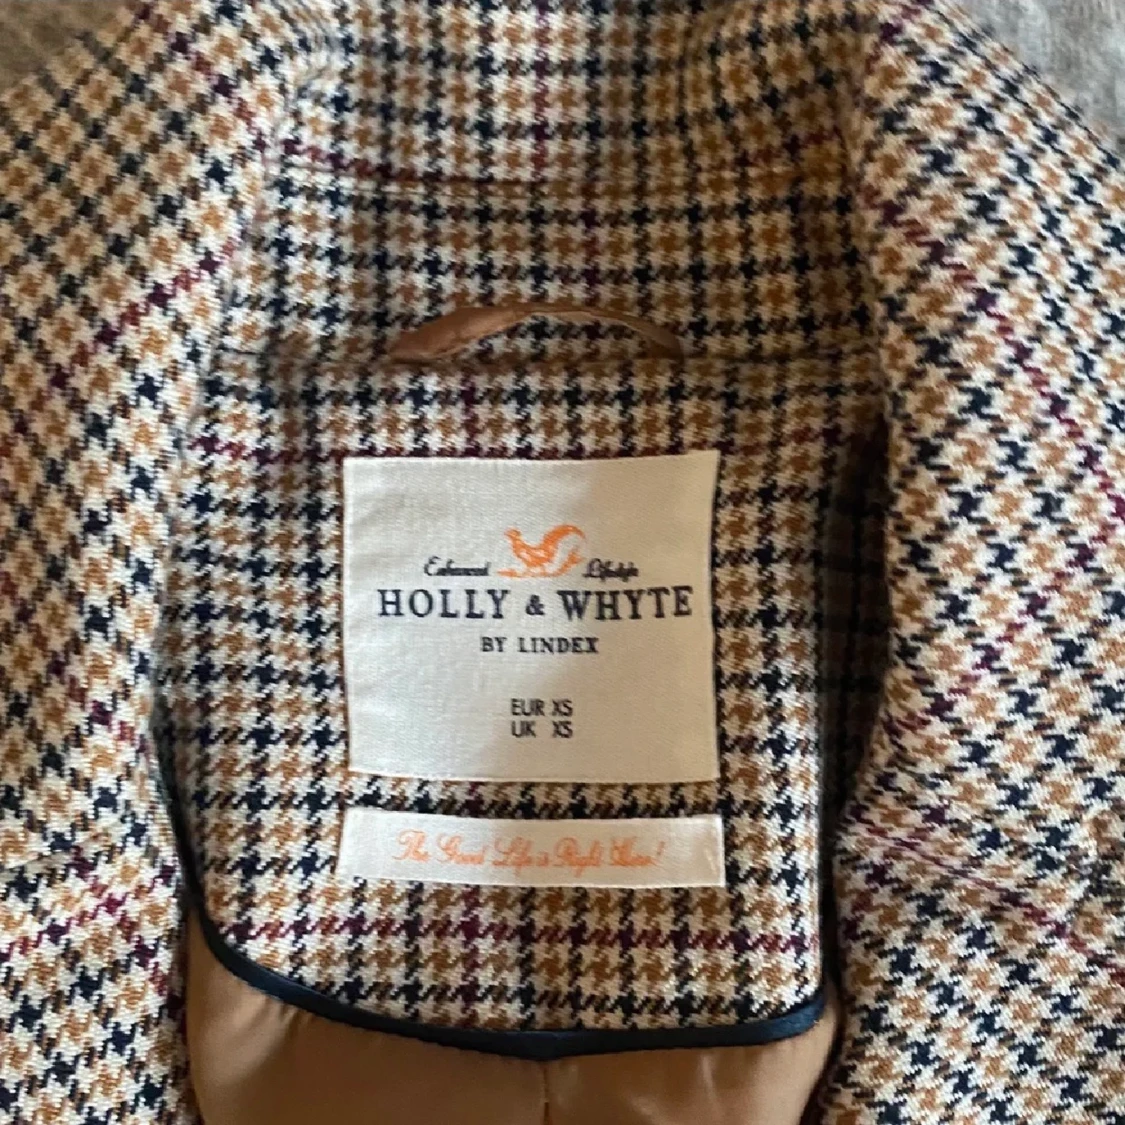 Enhanced Lifestyle
HOLLY & WHYTE
BY LINDEX
EUR XS
UK XS
The Good Life is Right Here!